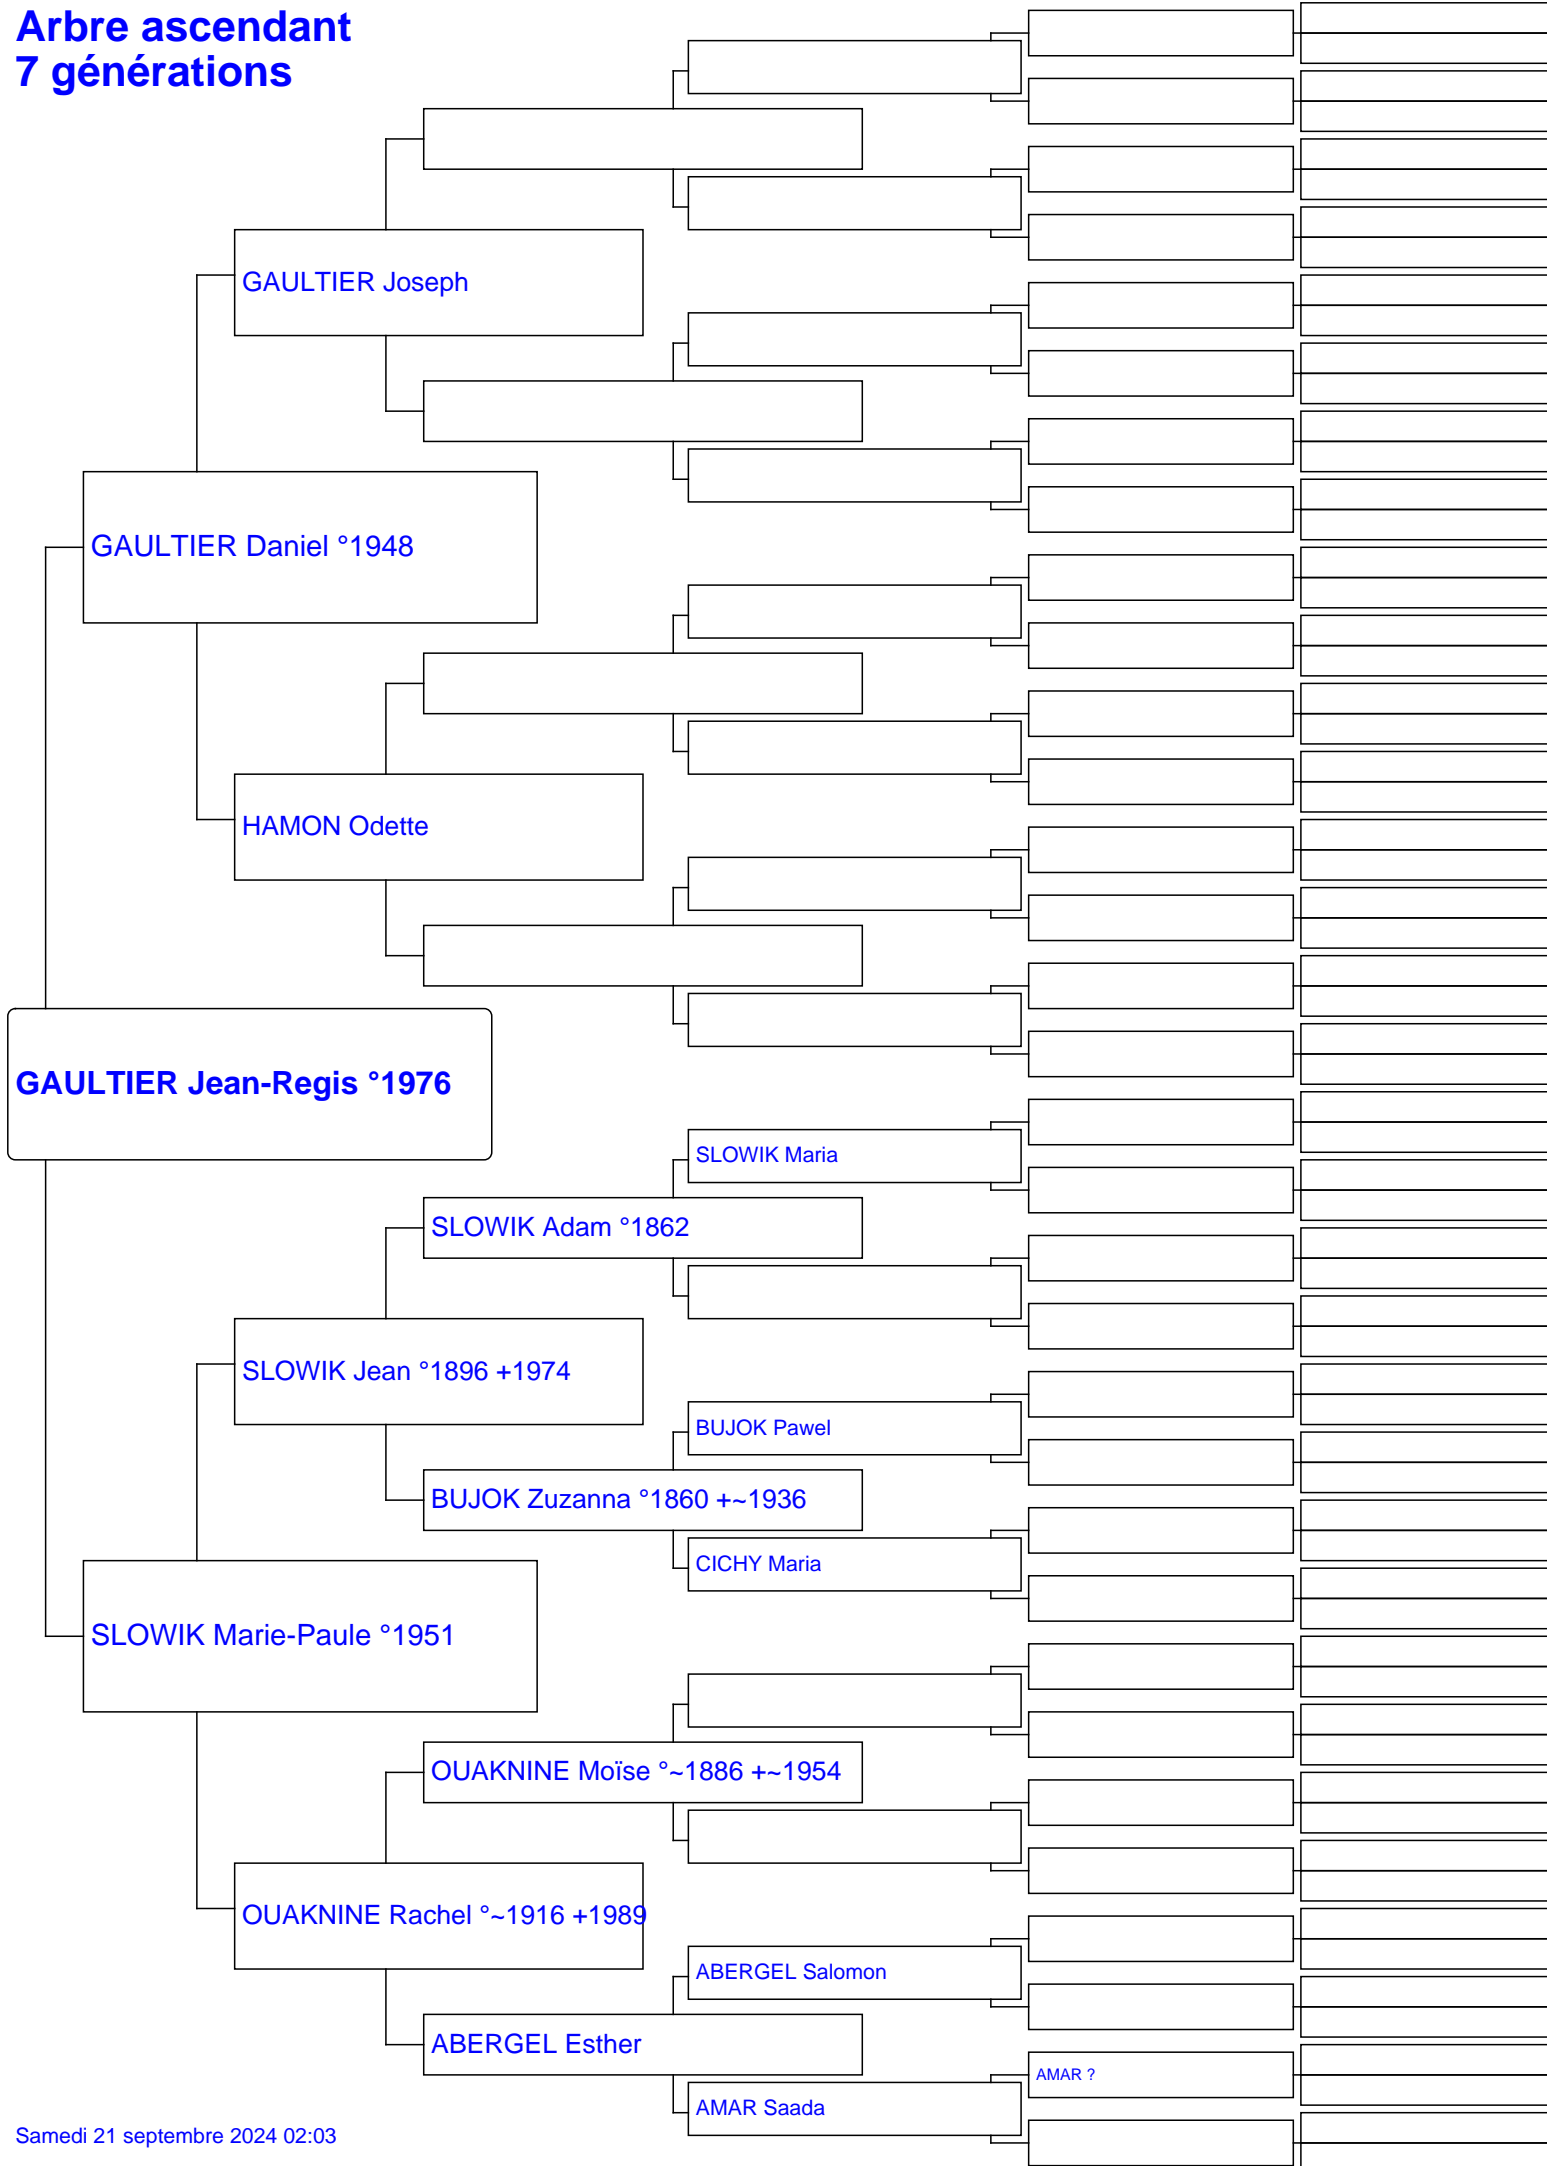 Arbre ascendant
7 générations
GAULTIER Joseph
GAULTIER Daniel °1948
HAMON Odette
GAULTIER Jean-Regis °1976
SLOWIK Maria
SLOWIK Adam °1862
SLOWIK Jean °1896 +1974
BUJOK Pawel
BUJOK Zuzanna °1860 +~1936
CICHY Maria
SLOWIK Marie-Paule °1951
OUAKNINE Moïse °~1886 +~1954
OUAKNINE Rachel °~1916 +1989
ABERGEL Salomon
ABERGEL Esther
AMAR ?
AMAR Saada
Samedi 21 septembre 2024 02:03